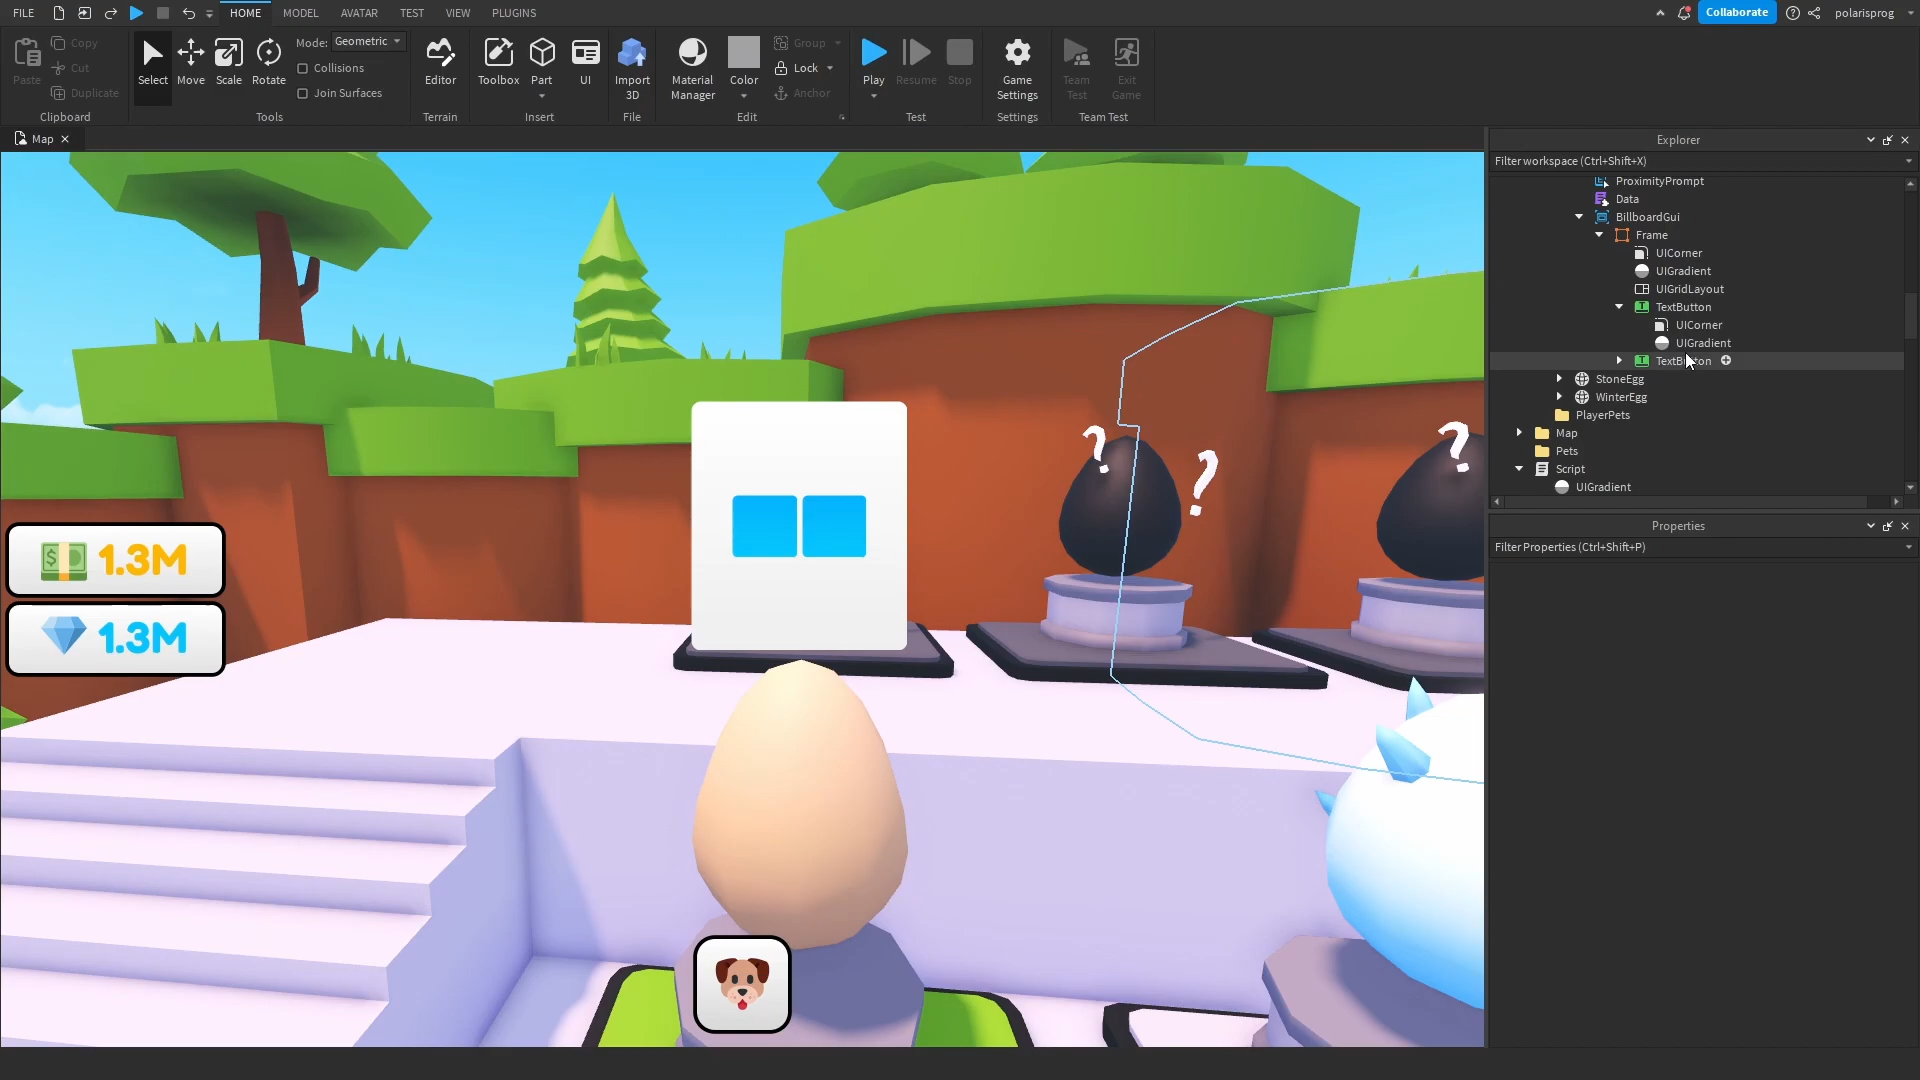 FILE HOME MODEL AVATAR TEST VIEW PLUGINS Collaborate polarisprog
Paste Copy Cut Duplicate
Clipboard
Select Move Scale Rotate
Mode: Geometric
Collisions
Join Surfaces
Tools
Editor
Terrain
Toolbox Part UI
Insert
Import
3D
File
Material
Manager
Color
Group
Lock
Anchor
Edit
Play Resume Stop
Test
Game
Settings
Settings
Team
Test
Exit
Game
Team Test
Map
Explorer
Filter workspace (Ctrl+Shift+X)
ProximityPrompt
Data
BillboardGui
Frame
UICorner
UIGradient
UIGridLayout
TextButton
UICorner
UIGradient
TextButton
StoneEgg
WinterEgg
PlayerPets
Map
Pets
Script
UIGradient
Properties
Filter Properties (Ctrl+Shift+P)
? ? ?
1.3M
1.3M